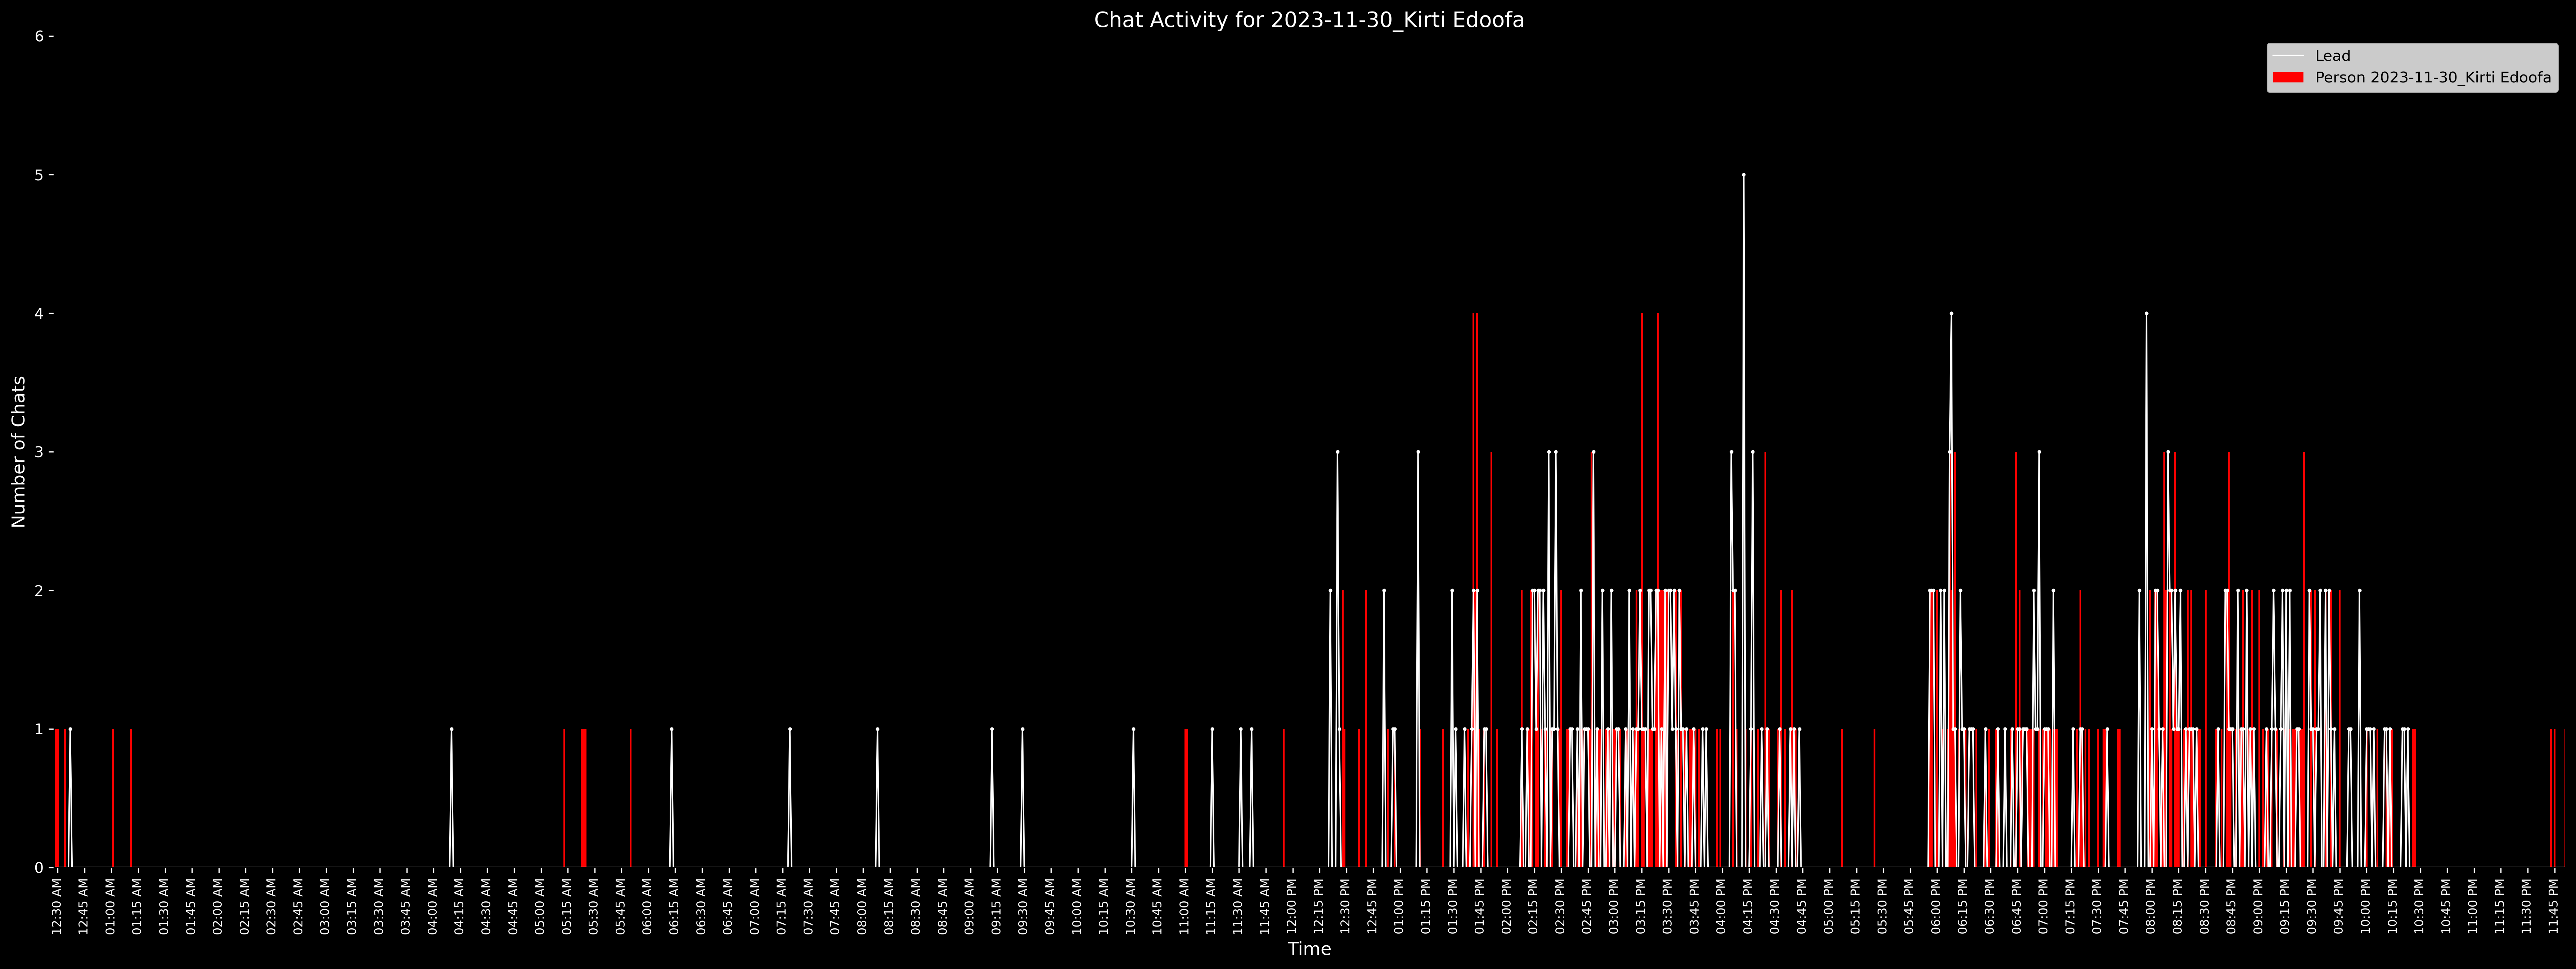 Chat Activity for 2023-11-30_Kirti Edoofa
Lead
Person 2023-11-30_Kirti Edoofa
Number of Chats
6
5
4
3
2
1
0
12:30 AM
12:45 AM
01:00 AM
01:15 AM
01:30 AM
01:45 AM
02:00 AM
02:15 AM
02:30 AM
02:45 AM
03:00 AM
03:15 AM
03:30 AM
03:45 AM
04:00 AM
04:15 AM
04:30 AM
04:45 AM
05:00 AM
05:15 AM
05:30 AM
05:45 AM
06:00 AM
06:15 AM
06:30 AM
06:45 AM
07:00 AM
07:15 AM
07:30 AM
07:45 AM
08:00 AM
08:15 AM
08:30 AM
08:45 AM
09:00 AM
09:15 AM
09:30 AM
09:45 AM
10:00 AM
10:15 AM
10:30 AM
10:45 AM
11:00 AM
11:15 AM
11:30 AM
11:45 AM
12:00 PM
12:15 PM
12:30 PM
12:45 PM
01:00 PM
01:15 PM
01:30 PM
01:45 PM
02:00 PM
02:15 PM
02:30 PM
02:45 PM
03:00 PM
03:15 PM
03:30 PM
03:45 PM
04:00 PM
04:15 PM
04:30 PM
04:45 PM
05:00 PM
05:15 PM
05:30 PM
05:45 PM
06:00 PM
06:15 PM
06:30 PM
06:45 PM
07:00 PM
07:15 PM
07:30 PM
07:45 PM
08:00 PM
08:15 PM
08:30 PM
08:45 PM
09:00 PM
09:15 PM
09:30 PM
09:45 PM
10:00 PM
10:15 PM
10:30 PM
10:45 PM
11:00 PM
11:15 PM
11:30 PM
11:45 PM
Time